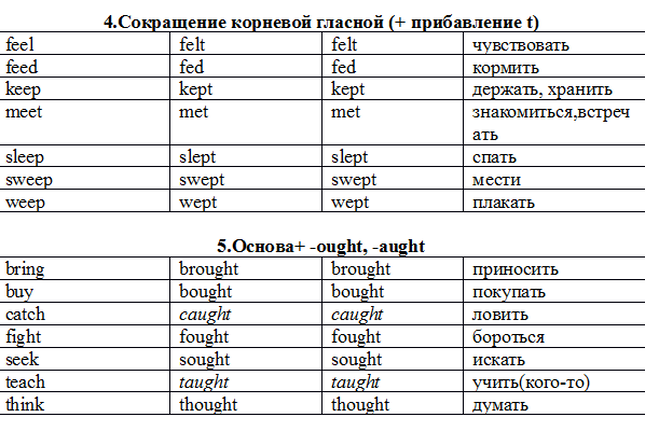 4.Сокращение корневой гласной (+ прибавление t)
feel felt felt чувствовать
feed fed fed кормить
keep kept kept держать, хранить
meet met met знакомиться,встреч
ать
sleep slept slept спать
sweep swept swept мести
weep wept wept плакать
5.Основа+ -ought, -aught
bring brought brought приносить
buy bought bought покупать
catch caught caught ловить
fight fought fought бороться
seek sought sought искать
teach taught taught учить(кого-то)
think thought thought думать